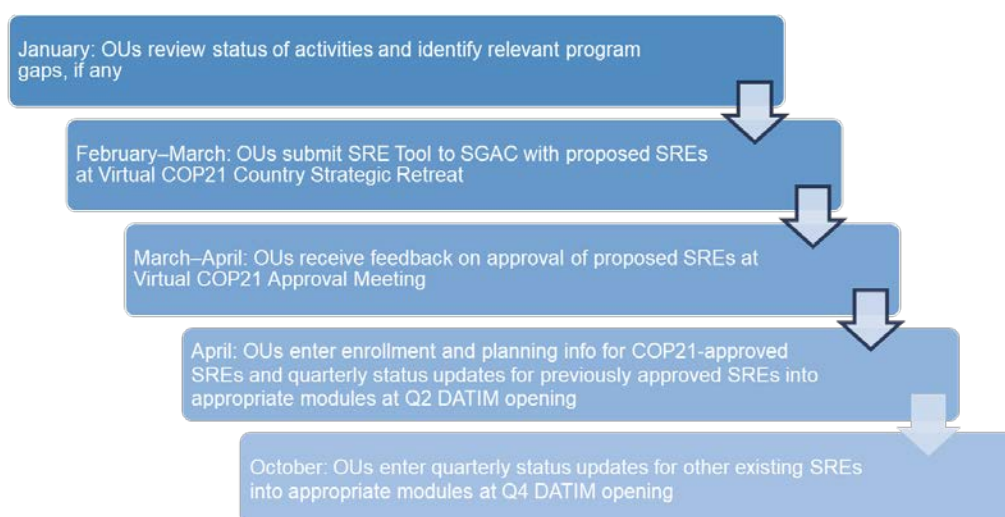 January: OUs review status of activities and identify relevant program
gaps, if any
February–March: OUs submit SRE Tool to SGAC with proposed SREs
at Virtual COP21 Country Strategic Retreat
March–April: OUs receive feedback on approval of proposed SREs at
Virtual COP21 Approval Meeting
April: OUs enter enrollment and planning info for COP21-approved
SREs and quarterly status updates for previously approved SREs into
appropriate modules at Q2 DATIM opening
October: OUs enter quarterly status updates for other existing SREs
into appropriate modules at Q4 DATIM opening